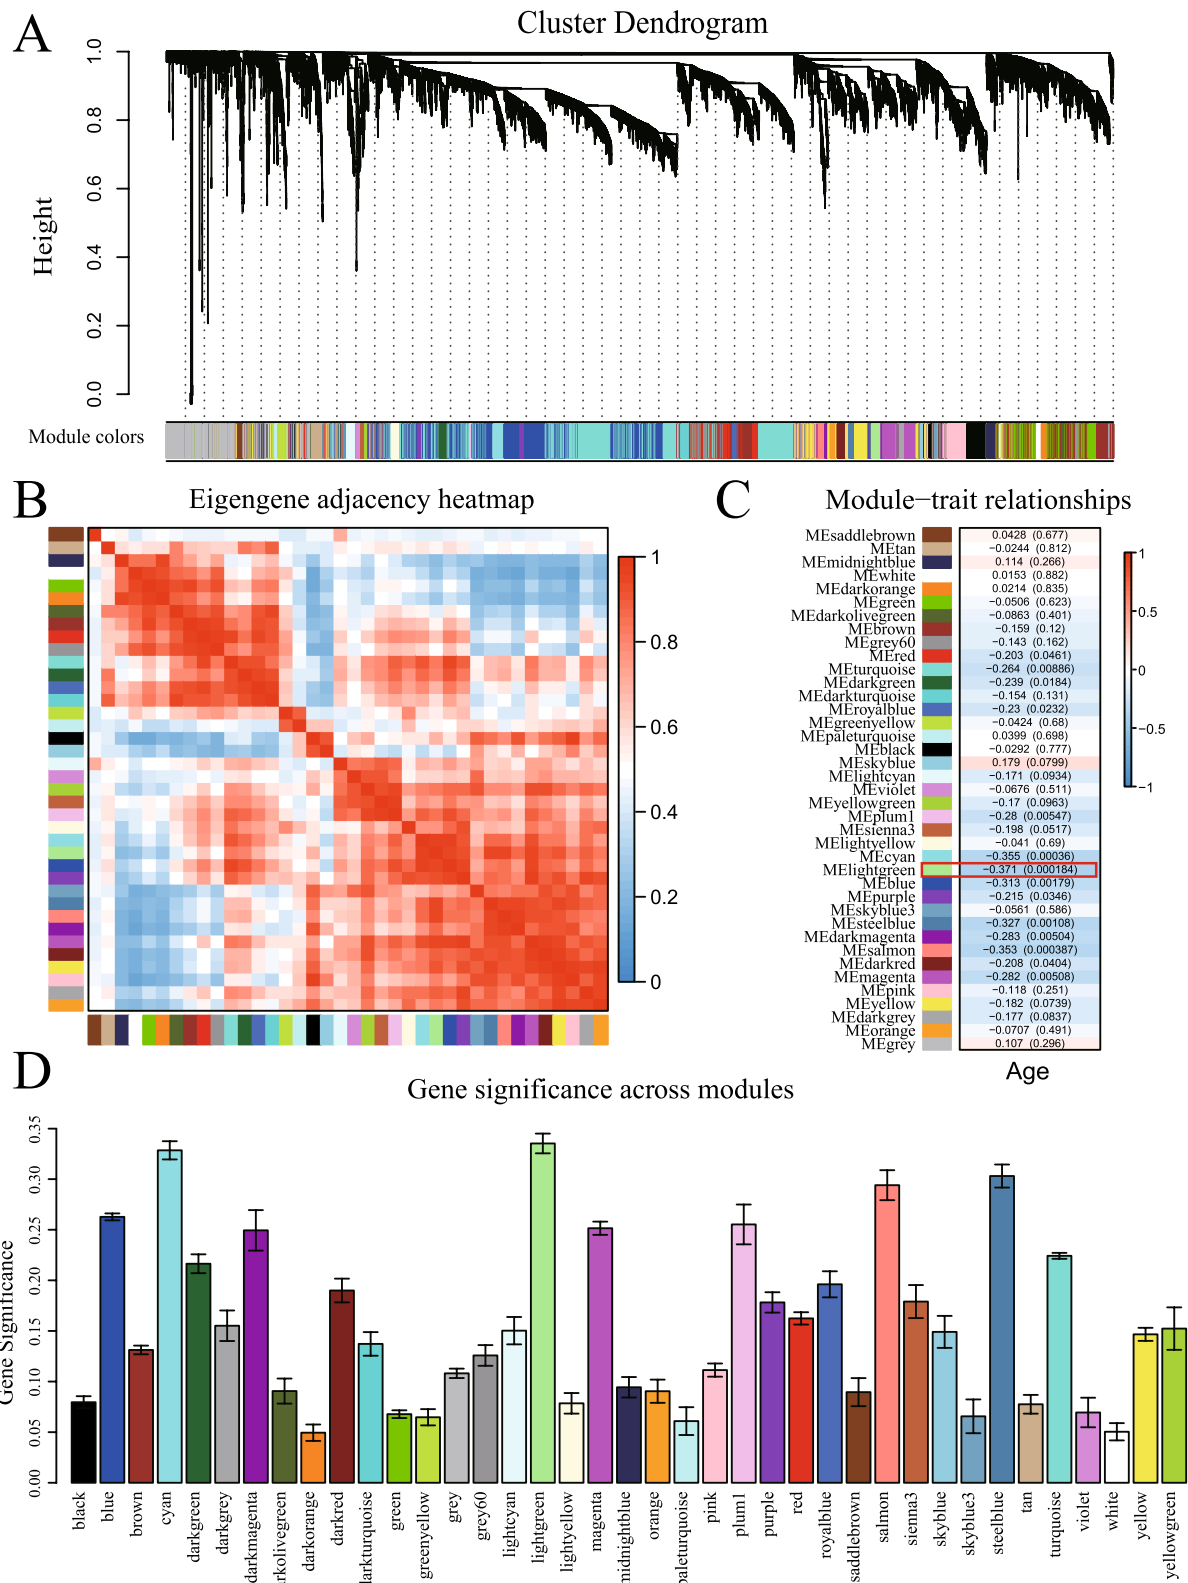 A
Cluster Dendrogram
Height
1.0
0.8
0.6
0.4
0.2
0.0
Module colors
B
Eigengene adjacency heatmap
1
0.8
0.6
0.4
0.2
0
C
Module−trait relationships
MEsaddlebrown 0.0428 (0.677)
MEtan −0.0244 (0.812)
MEmidnightblue 0.114 (0.266)
MEwhite 0.0153 (0.882)
MEdarkorange 0.0214 (0.835)
MEgreen −0.0506 (0.623)
MEdarkolivegreen −0.0863 (0.401)
MEbrown −0.159 (0.12)
MEgrey60 −0.143 (0.162)
MEred −0.203 (0.0461)
MEturquoise −0.264 (0.00886)
MEdarkgreen −0.239 (0.0184)
MEdarkturquoise −0.154 (0.131)
MEroyalblue −0.23 (0.0232)
MEgreenyellow −0.0424 (0.68)
MEpaleturquoise 0.0399 (0.698)
MEblack −0.0292 (0.777)
MEskyblue 0.179 (0.0799)
MElightcyan −0.171 (0.0934)
MEviolet −0.0676 (0.511)
MEyellowgreen −0.17 (0.0963)
MEplum1 −0.28 (0.00547)
MEsienna3 −0.198 (0.0517)
MElightyellow −0.041 (0.69)
MEcyan −0.355 (0.00036)
MElightgreen −0.371 (0.000184)
MEblue −0.313 (0.00179)
MEpurple −0.215 (0.0346)
MEskyblue3 −0.0561 (0.586)
MEsteelblue −0.327 (0.00108)
MEdarkmagenta −0.283 (0.00504)
MEsalmon −0.353 (0.000387)
MEdarkred −0.208 (0.0404)
MEmagenta −0.282 (0.00508)
MEpink −0.118 (0.251)
MEyellow −0.182 (0.0739)
MEdarkgrey −0.177 (0.0837)
MEorange −0.0707 (0.491)
MEgrey 0.107 (0.296)
Age
1
0.5
0
−0.5
−1
D
Gene significance across modules
Gene Significance
0.35
0.30
0.25
0.20
0.15
0.10
0.05
0.00
black
blue
brown
cyan
darkgreen
darkgrey
darkmagenta
rkolivegreen
darkorange
darkred
larkturquoise
green
greenyellow
grey
grey60
lightcyan
lightgreen
lightyellow
magenta
midnightblue
orange
paleturquoise
pink
plum1
purple
red
royalblue
saddlebrown
salmon
sienna3
skyblue
skyblue3
steelblue
tan
turquoise
violet
white
yellow
yellowgreen